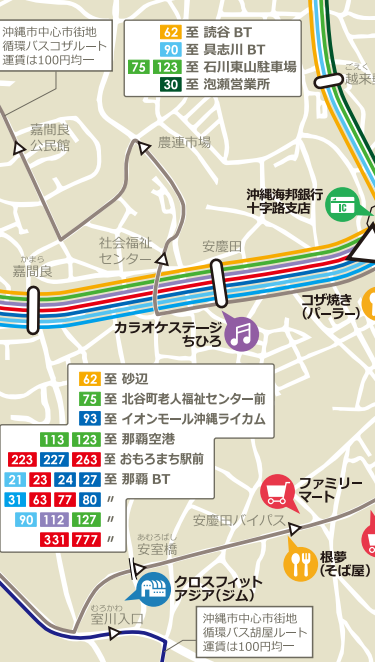 沖縄市中心市街地
循環バスコザルート
運賃は100円均一
62 至 読谷 BT
90 至 具志川 BT
75 123 至 石川東山駐車場
30 至 泡瀬営業所
ごえく
越来
嘉間良
公民館
農連市場
沖縄海邦銀行
十字路支店
IC
社会福祉
センター
安慶田
かまら
嘉間良
コザ焼き
(パーラー)
カラオケステージ
ちひろ
62 至 砂辺
75 至 北谷町老人福祉センター前
93 至 イオンモール沖縄ライカム
113 123 至 那覇空港
223 227 263 至 おもろまち駅前
21 23 24 27 至 那覇 BT
31 63 77 80 〃
90 112 127 〃
331 777 〃
ファミリー
マート
安慶田バイパス
あむろばし
安室橋
根夢
(そば屋)
クロスフィット
アジア(ジム)
むろかわ
室川入口
沖縄市中心市街地
循環バス胡屋ルート
運賃は100円均一